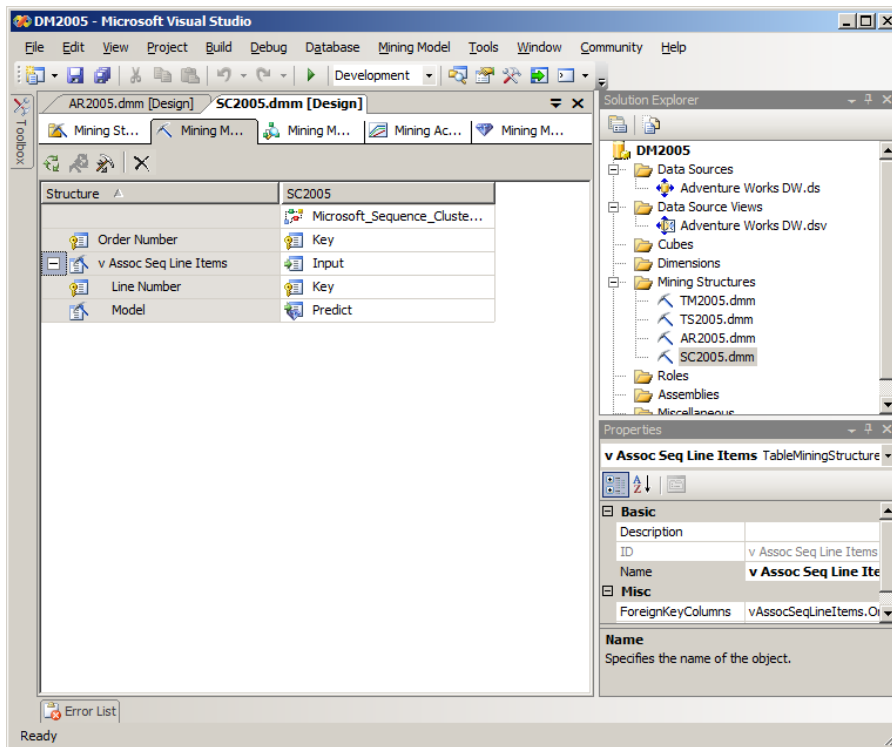 DM2005 - Microsoft Visual Studio
File Edit View Project Build Debug Database Mining Model Tools Window Community Help
Development
Toolbox
AR2005.dmm [Design] SC2005.dmm [Design]
Mining St... Mining M... Mining M... Mining Ac... Mining M...
Structure SC2005
Microsoft_Sequence_Cluste...
Order Number Key
v Assoc Seq Line Items Input
Line Number Key
Model Predict
Error List
Ready
Solution Explorer
DM2005
Data Sources
Adventure Works DW.ds
Data Source Views
Adventure Works DW.dsv
Cubes
Dimensions
Mining Structures
TM2005.dmm
TS2005.dmm
AR2005.dmm
SC2005.dmm
Roles
Assemblies
Miscellaneous
Properties
v Assoc Seq Line Items TableMiningStructure
Basic
Description
ID v Assoc Seq Line Items
Name v Assoc Seq Line Ite
Misc
ForeignKeyColumns vAssocSeqLineItems.Or
Name
Specifies the name of the object.